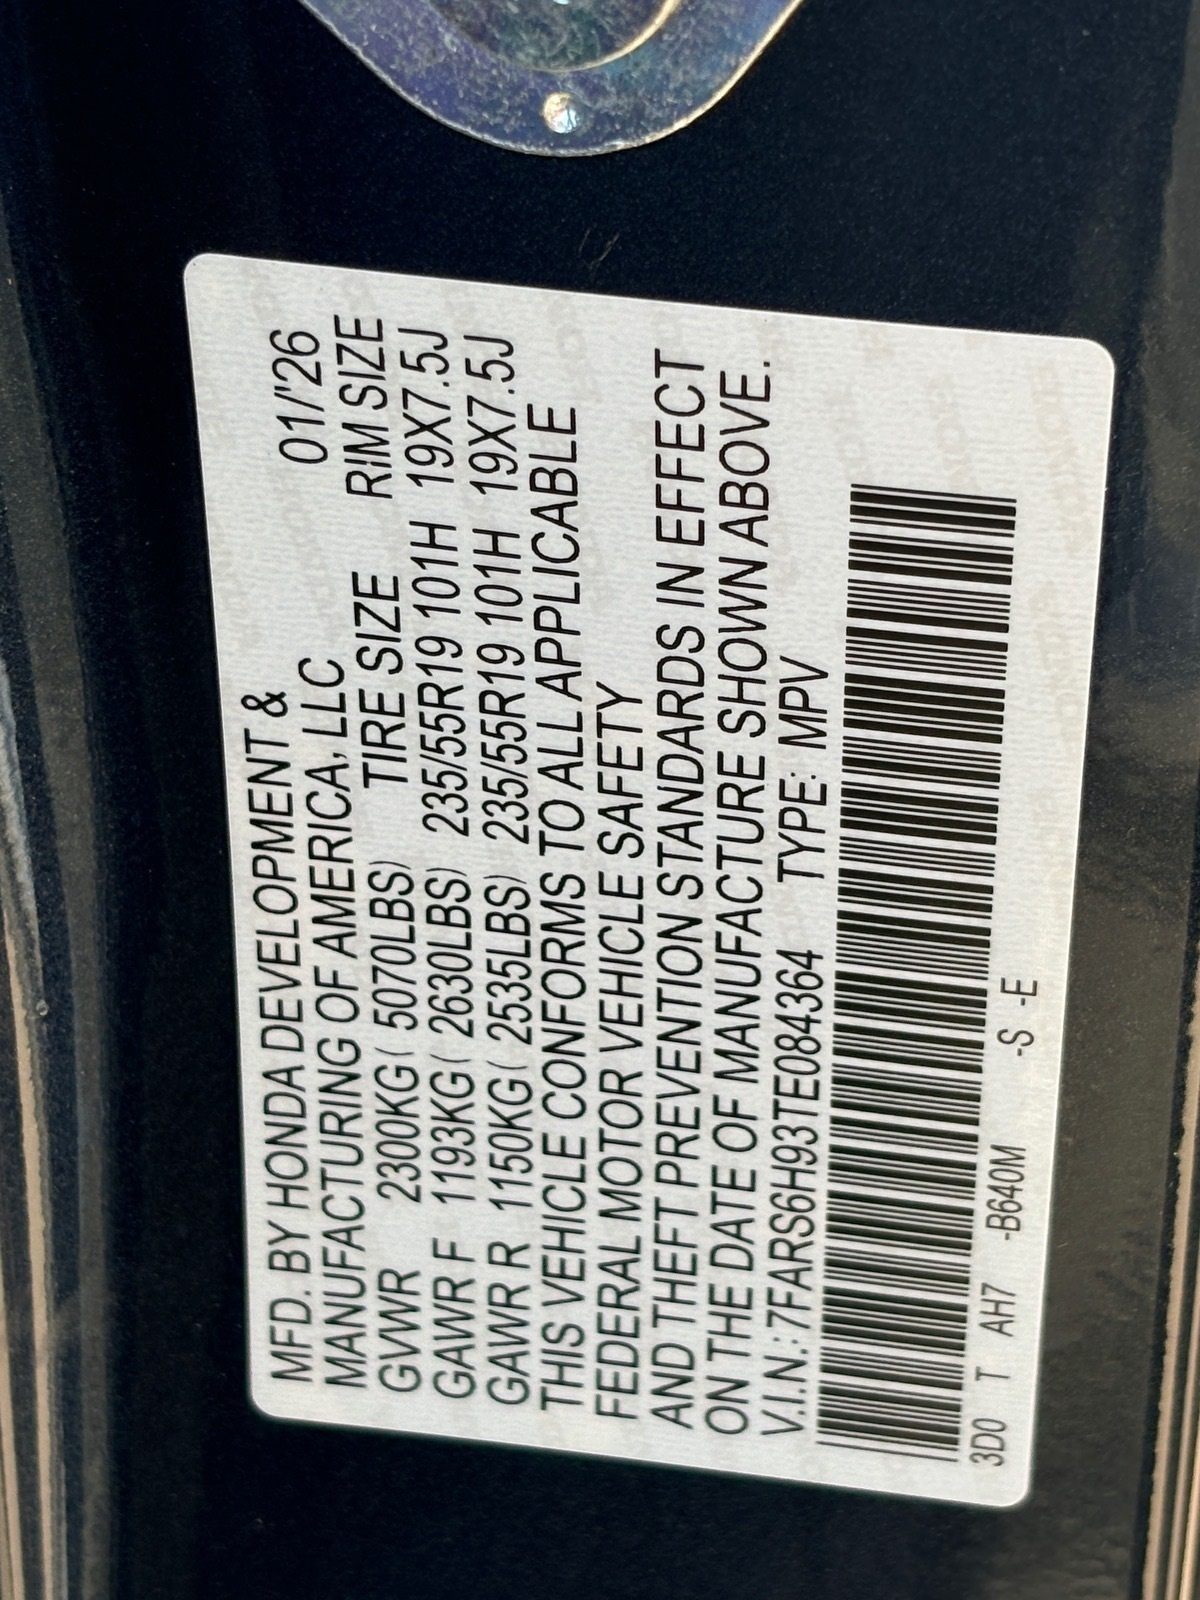 MFD. BY HONDA DEVELOPMENT &
MANUFACTURING OF AMERICA, LLC 01/'26
GVWR 2300KG( 5070LBS) TIRE SIZE RIM SIZE
GAWR F 1193KG( 2630LBS) 235/55R19 101H 19X7.5J
GAWR R 1150KG( 2535LBS) 235/55R19 101H 19X7.5J
THIS VEHICLE CONFORMS TO ALL APPLICABLE
FEDERAL MOTOR VEHICLE SAFETY
AND THEFT PREVENTION STANDARDS IN EFFECT
ON THE DATE OF MANUFACTURE SHOWN ABOVE.
V.I.N.: 7FARS6H93TE084364 TYPE: MPV
3D0 T AH7 -B640M -S -E